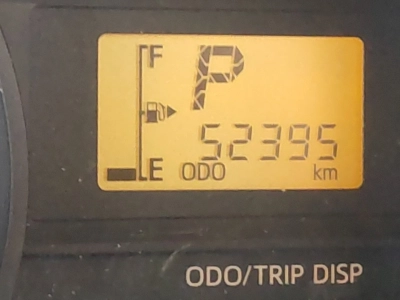 F
P
52395
E ODO km
ODO/TRIP DISP